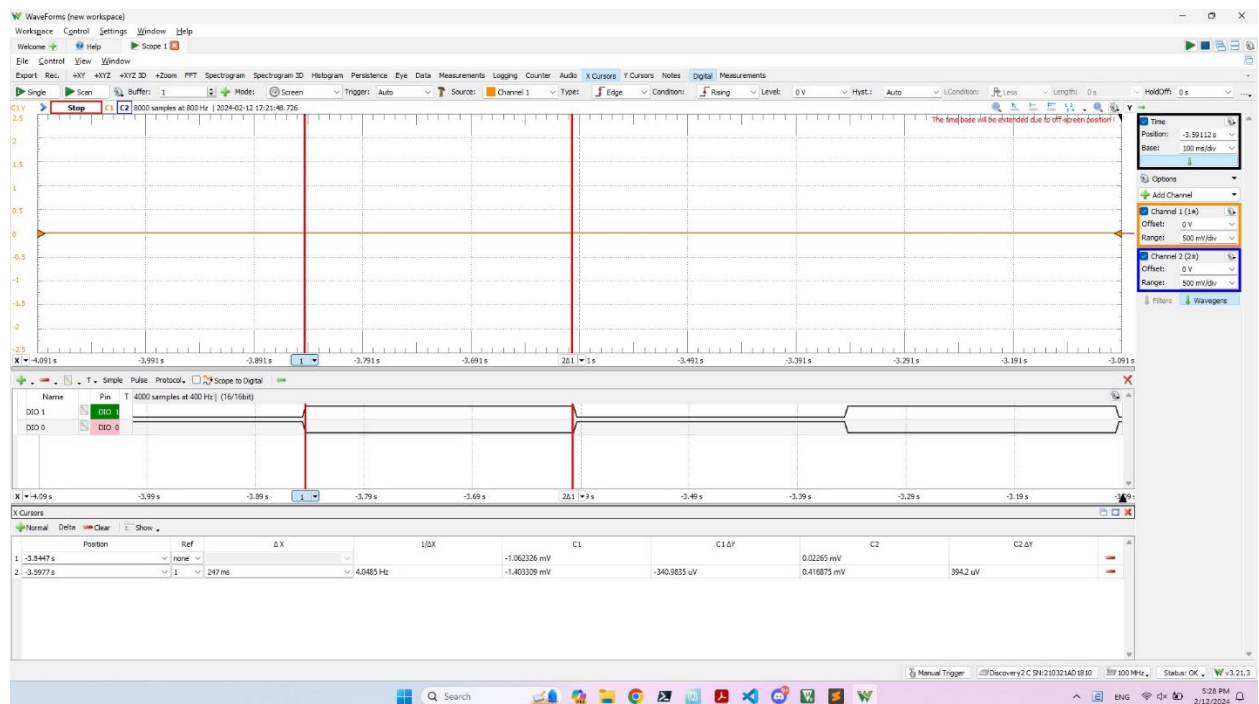 WaveForms (new workspace)
Workspace Control Settings Window Help
Welcome Help Scope 1
File Control View Window
Export Rec. +XY +XYZ +XYZ 3D +Zoom FFT Spectrogram Spectrogram 3D Histogram Persistence Eye Data Measurements Logging Counter Audio X Cursors Y Cursors Notes Digital Measurements
Single Scan Buffer: 1 Mode: Screen Trigger: Auto Source: Channel 1 Type: Edge Condition: Rising Level: 0 V Hyst.: Auto LCondition: Less Length: 0 s HoldOff: 0 s
C1 V Stop C1 C2 8000 samples at 800 Hz | 2024-02-12 17:21:48.726 Y
2.5 The time base will be extended due to off-screen position !
2
1.5
1
0.5
0
-0.5
-1
-1.5
-2
-2.5
X -4.091 s -3.991 s -3.891 s 1 -3.791 s -3.691 s 2Δ1 1 s -3.491 s -3.391 s -3.291 s -3.191 s -3.091 s
Time
Position: -3.59112 s
Base: 100 ms/div
Options
Add Channel
Channel 1 (1±)
Offset: 0 V
Range: 500 mV/div
Channel 2 (2±)
Offset: 0 V
Range: 500 mV/div
Filters Wavegens
T Simple Pulse Protocol Scope to Digital
Name Pin T 4000 samples at 400 Hz | (16/16bit)
DIO 1 DIO 1
DIO 0 DIO 0
X -4.09 s -3.99 s -3.89 s 1 -3.79 s -3.69 s 2Δ1 9 s -3.49 s -3.39 s -3.29 s -3.19 s
X Cursors
Normal Delta Clear Show
Position Ref Δ X 1/ΔX C1 C1 ΔY C2 C2 ΔY
1 -3.8447 s none -1.062326 mV 0.02265 mV
2 -3.5977 s 1 247 ms 4.0485 Hz -1.403309 mV -340.9835 uV 0.416875 mV 394.2 uV
Manual Trigger Discovery2 C SN:210321AD1810 100 MHz Status: OK v3.21.3
Search
ENG 5:28 PM
2/12/2024